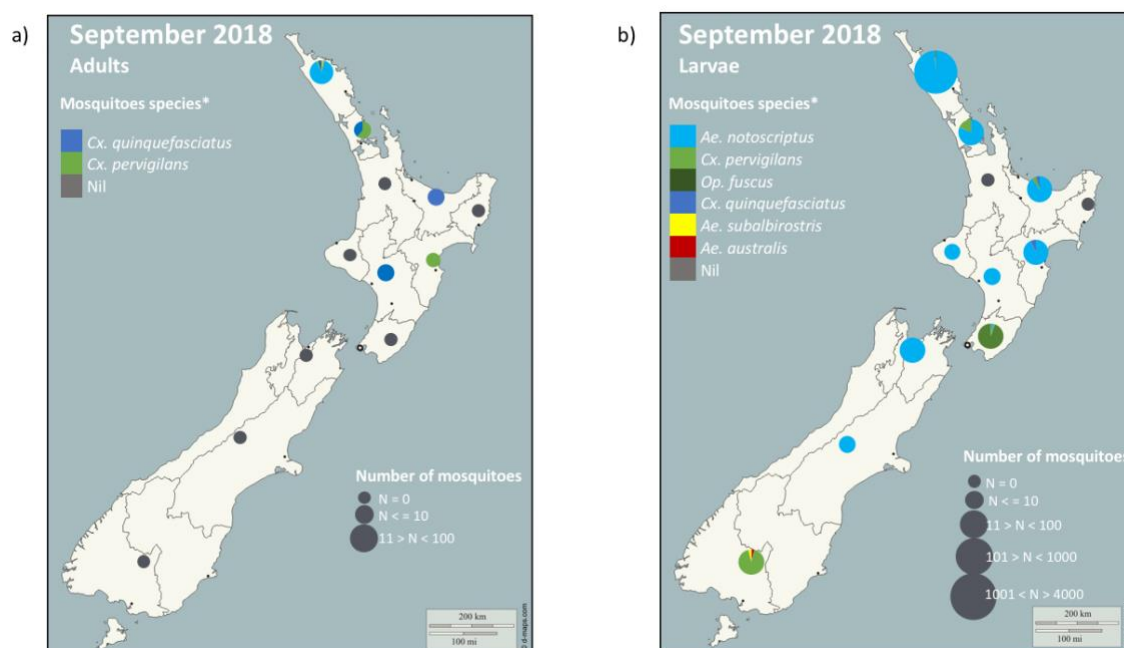 a)
September 2018
Adults
Mosquitoes species*
Cx. quinquefasciatus
Cx. pervigilans
Nil
Number of mosquitoes
N = 0
N < = 10
11 > N < 100
200 km
100 mi
© d-maps.com
b)
September 2018
Larvae
Mosquitoes species*
Ae. notoscriptus
Cx. pervigilans
Op. fuscus
Cx. quinquefasciatus
Ae. subalbirostris
Ae. australis
Nil
Number of mosquitoes
N = 0
N < = 10
11 > N < 100
101 > N < 1000
1001 < N > 4000
200 km
100 mi